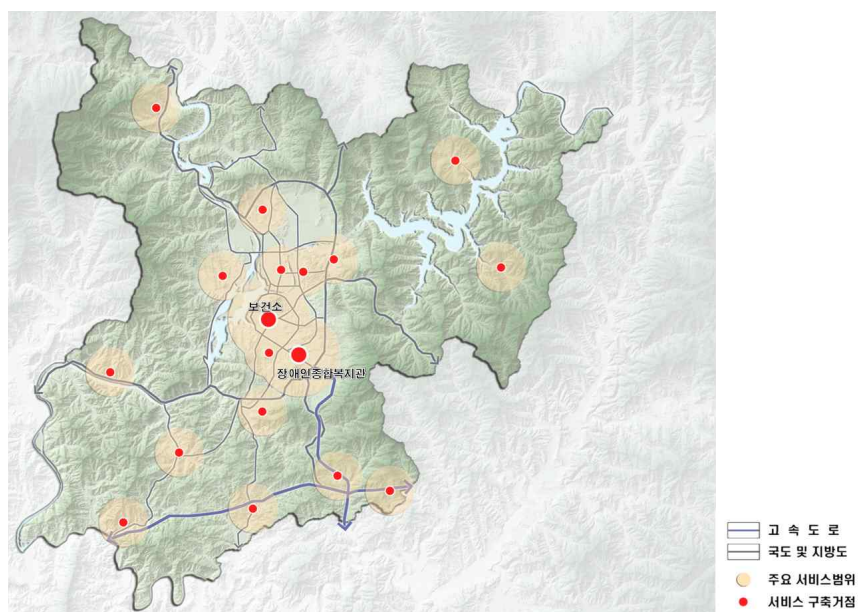 보건소
장애인종합복지관
고 속 도 로
국도 및 지방도
주요 서비스범위
서비스 구축거점